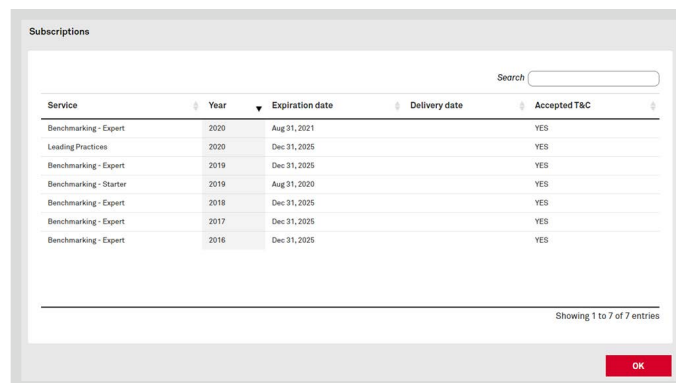 Subscriptions
Search
Service Year Expiration date Delivery date Accepted T&C
Benchmarking - Expert 2020 Aug 31, 2021 YES
Leading Practices 2020 Dec 31, 2025 YES
Benchmarking - Expert 2019 Dec 31, 2025 YES
Benchmarking - Starter 2019 Aug 31, 2020 YES
Benchmarking - Expert 2018 Dec 31, 2025 YES
Benchmarking - Expert 2017 Dec 31, 2025 YES
Benchmarking - Expert 2016 Dec 31, 2025 YES
Showing 1 to 7 of 7 entries
OK